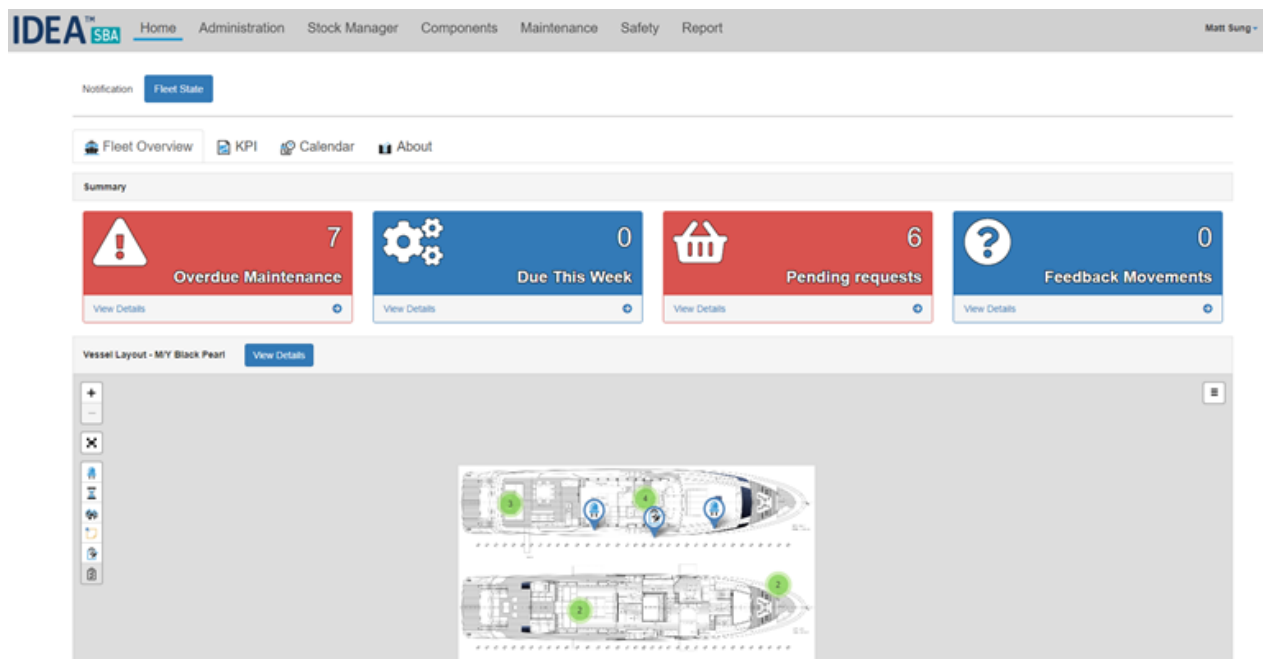 IDEA™ SBA Home Administration Stock Manager Components Maintenance Safety Report Matt Sung
Notification Fleet State
Fleet Overview KPI Calendar About
Summary
7 0 6 0
Overdue Maintenance Due This Week Pending requests Feedback Movements
View Details View Details View Details View Details
Vessel Layout - M/Y Black Pearl View Details
3 4
2
2